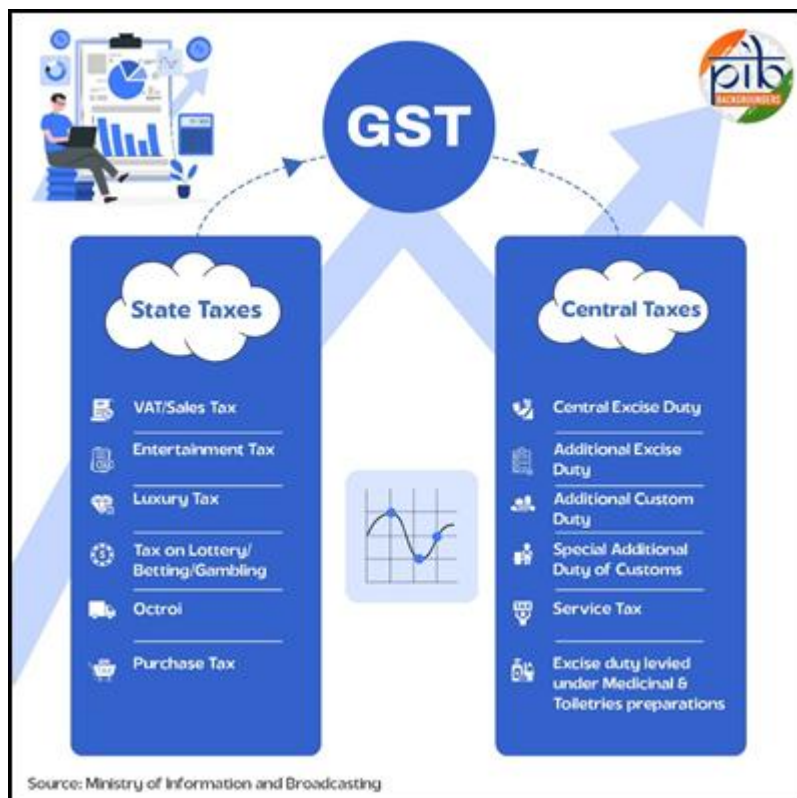 GST
pib
BACKGROUNDERS
State Taxes
VAT/Sales Tax
Entertainment Tax
Luxury Tax
Tax on Lottery/
Betting/Gambling
Octroi
Purchase Tax
Central Taxes
Central Excise Duty
Additional Excise
Duty
Additional Custom
Duty
Special Additional
Duty of Customs
Service Tax
Excise duty levied
under Medicinal &
Toiletries preparations
Source: Ministry of Information and Broadcasting